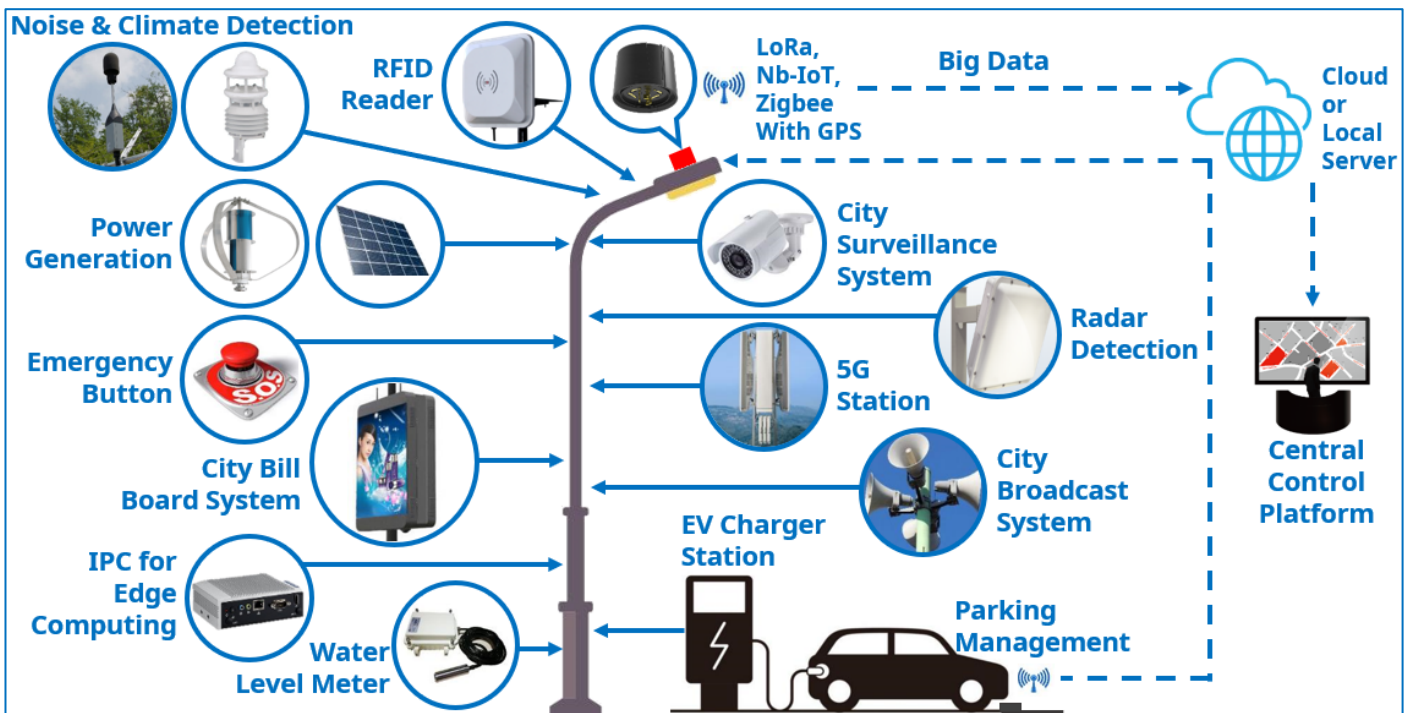 Noise & Climate Detection
RFID
Reader
LoRa,
Nb-IoT,
Zigbee
With GPS
Big Data
Cloud
or
Local
Server
Power
Generation
City
Surveillance
System
Radar
Detection
Emergency
Button
S.O.S
5G
Station
City Bill
Board System
City
Broadcast
System
Central
Control
Platform
IPC for
Edge
Computing
EV Charger
Station
Water
Level Meter
Parking
Management